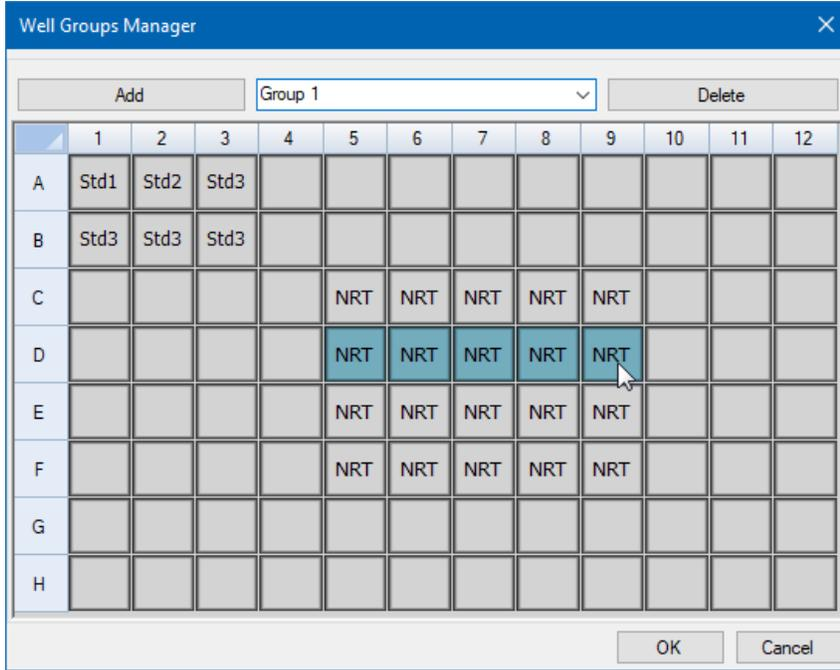 Well Groups Manager
Add Group 1 Delete
1 2 3 4 5 6 7 8 9 10 11 12
A Std1 Std2 Std3
B Std3 Std3 Std3
C NRT NRT NRT NRT NRT
D NRT NRT NRT NRT NRT
E NRT NRT NRT NRT NRT
F NRT NRT NRT NRT NRT
G
H
OK Cancel